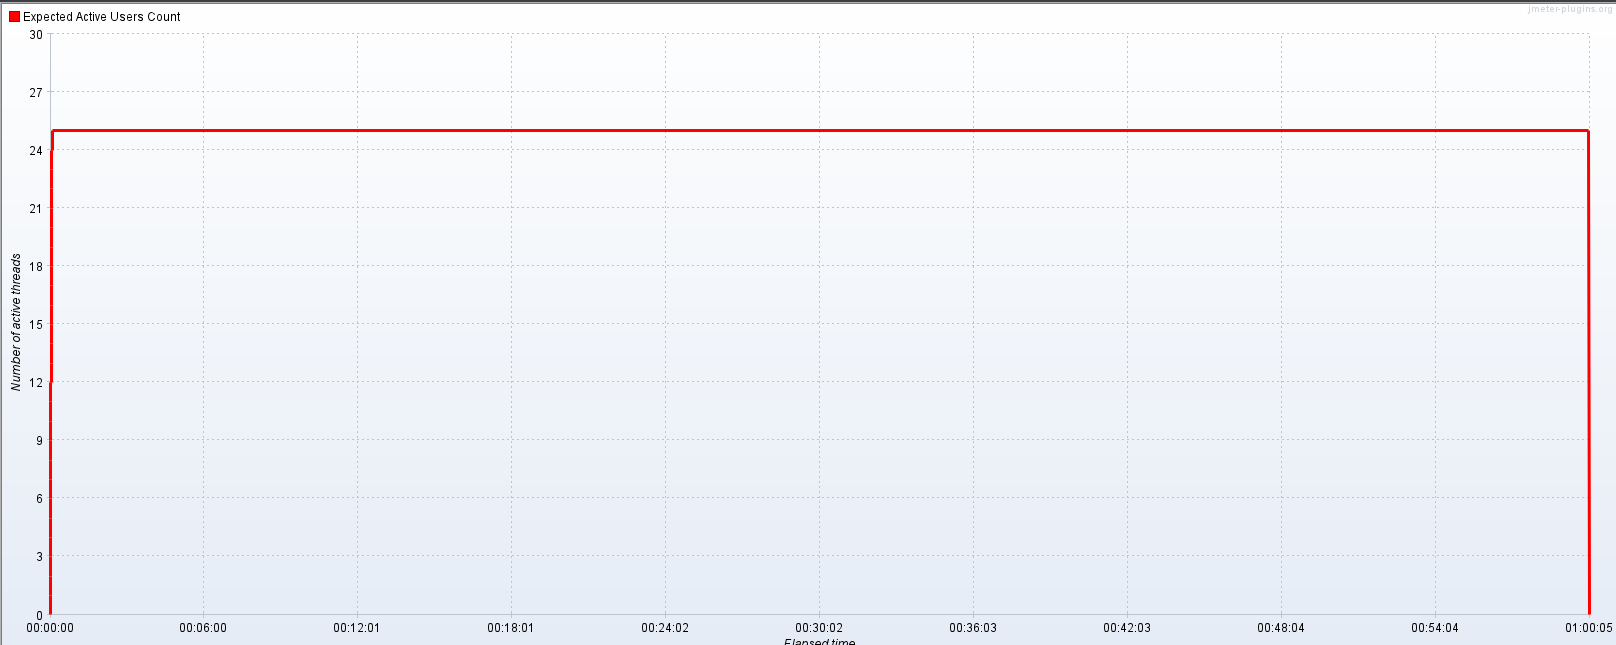 Expected Active Users Count
jmeter-plugins.org
30
27
24
21
18
15
12
9
6
3
0
Number of active threads
00:00:00 00:06:00 00:12:01 00:18:01 00:24:02 00:30:02 00:36:03 00:42:03 00:48:04 00:54:04 01:00:05
Elapsed time